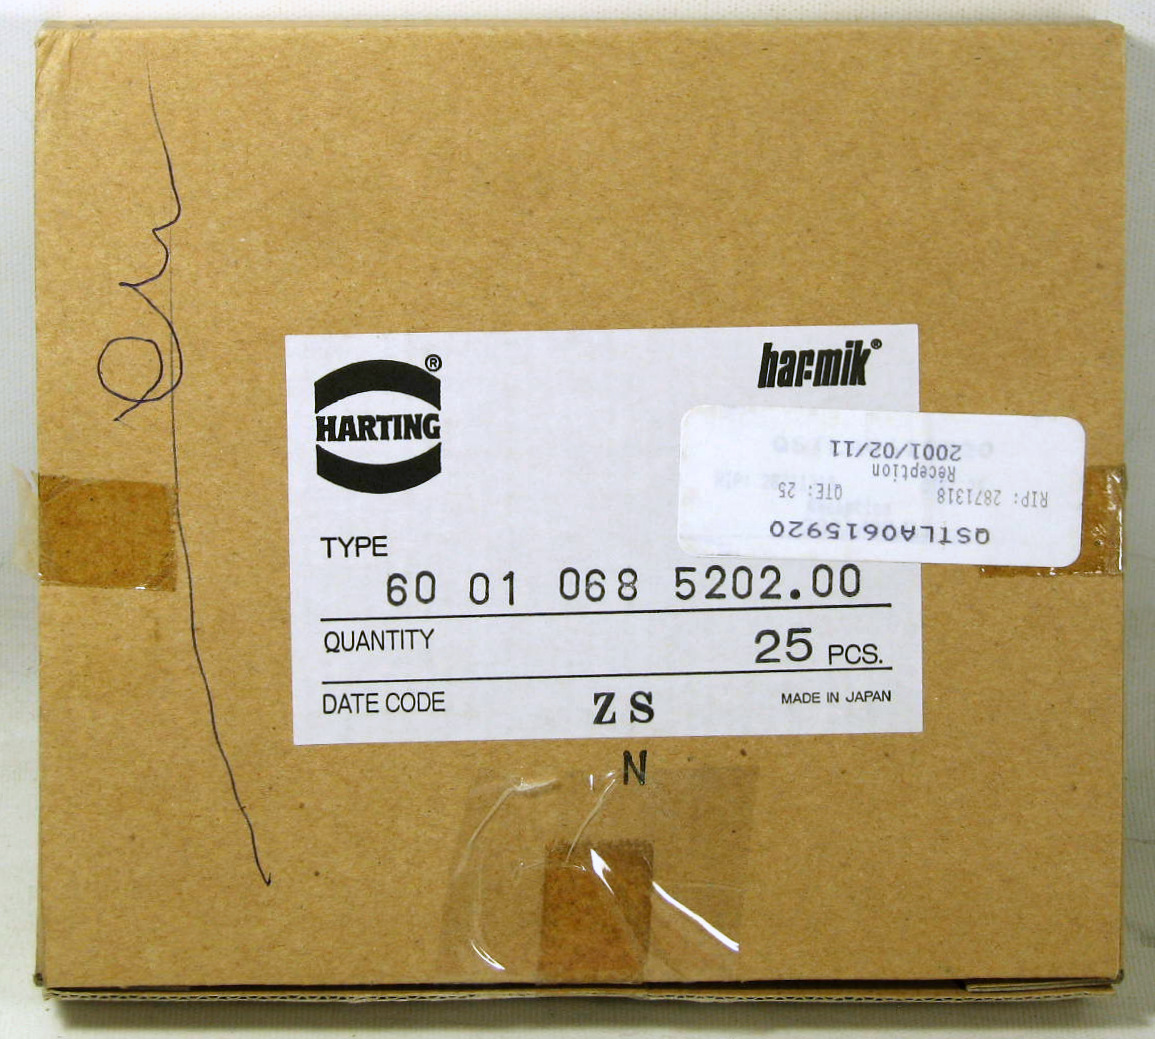 har-mik®
®
HARTING
2001/02/11
Réception
RIP: 2871318 QTE: 25
QSTLA0615920
TYPE
60 01 068 5202.00
QUANTITY 25 PCS.
DATE CODE ZS MADE IN JAPAN
N